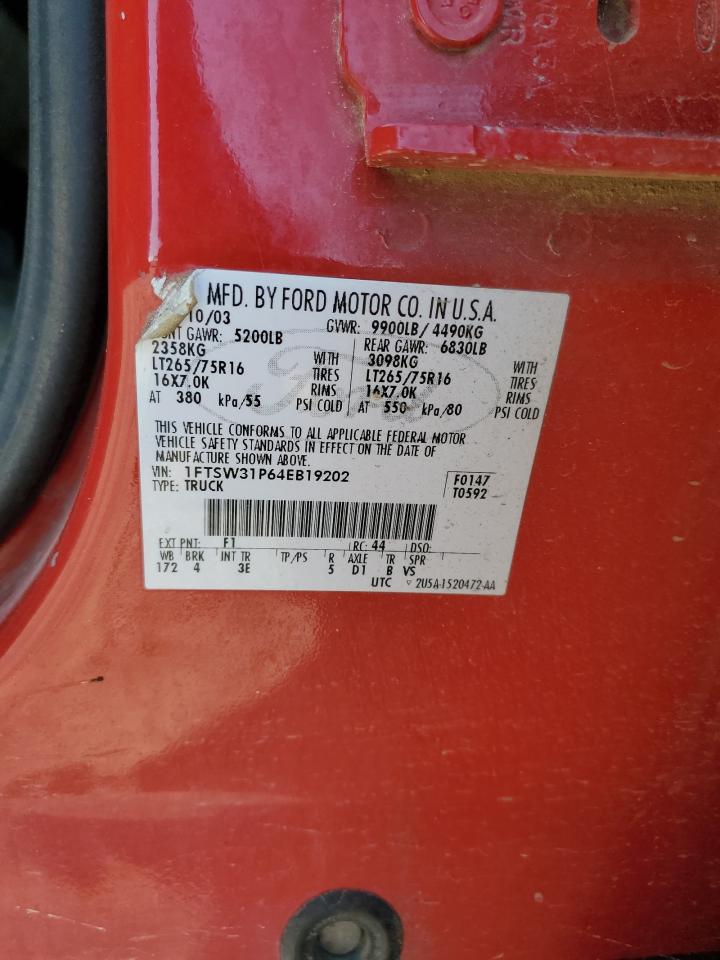 MFD. BY FORD MOTOR CO. IN U.S.A.
10/03 GVWR: 9900LB/ 4490KG
GAWR: 5200LB REAR GAWR: 6830LB
2358KG WITH 3098KG WITH
LT265/75R16 TIRES LT265/75R16 TIRES
16X7.0K RIMS 16X7.0K RIMS
AT 380 kPa/55 PSI COLD AT 550 kPa/80 PSI COLD
THIS VEHICLE CONFORMS TO ALL APPLICABLE FEDERAL MOTOR
VEHICLE SAFETY STANDARDS IN EFFECT ON THE DATE OF
MANUFACTURE SHOWN ABOVE.
VIN: 1FTSW31P64EB19202 F0147
TYPE: TRUCK T0592
EXT PNT: F1 RC: 44 DSO:
WB BRK INT TR TP/PS R AXLE TR SPR
172 4 3E 5 D1 B VS
UTC ▽ 2U5A-1520472-AA
Ford